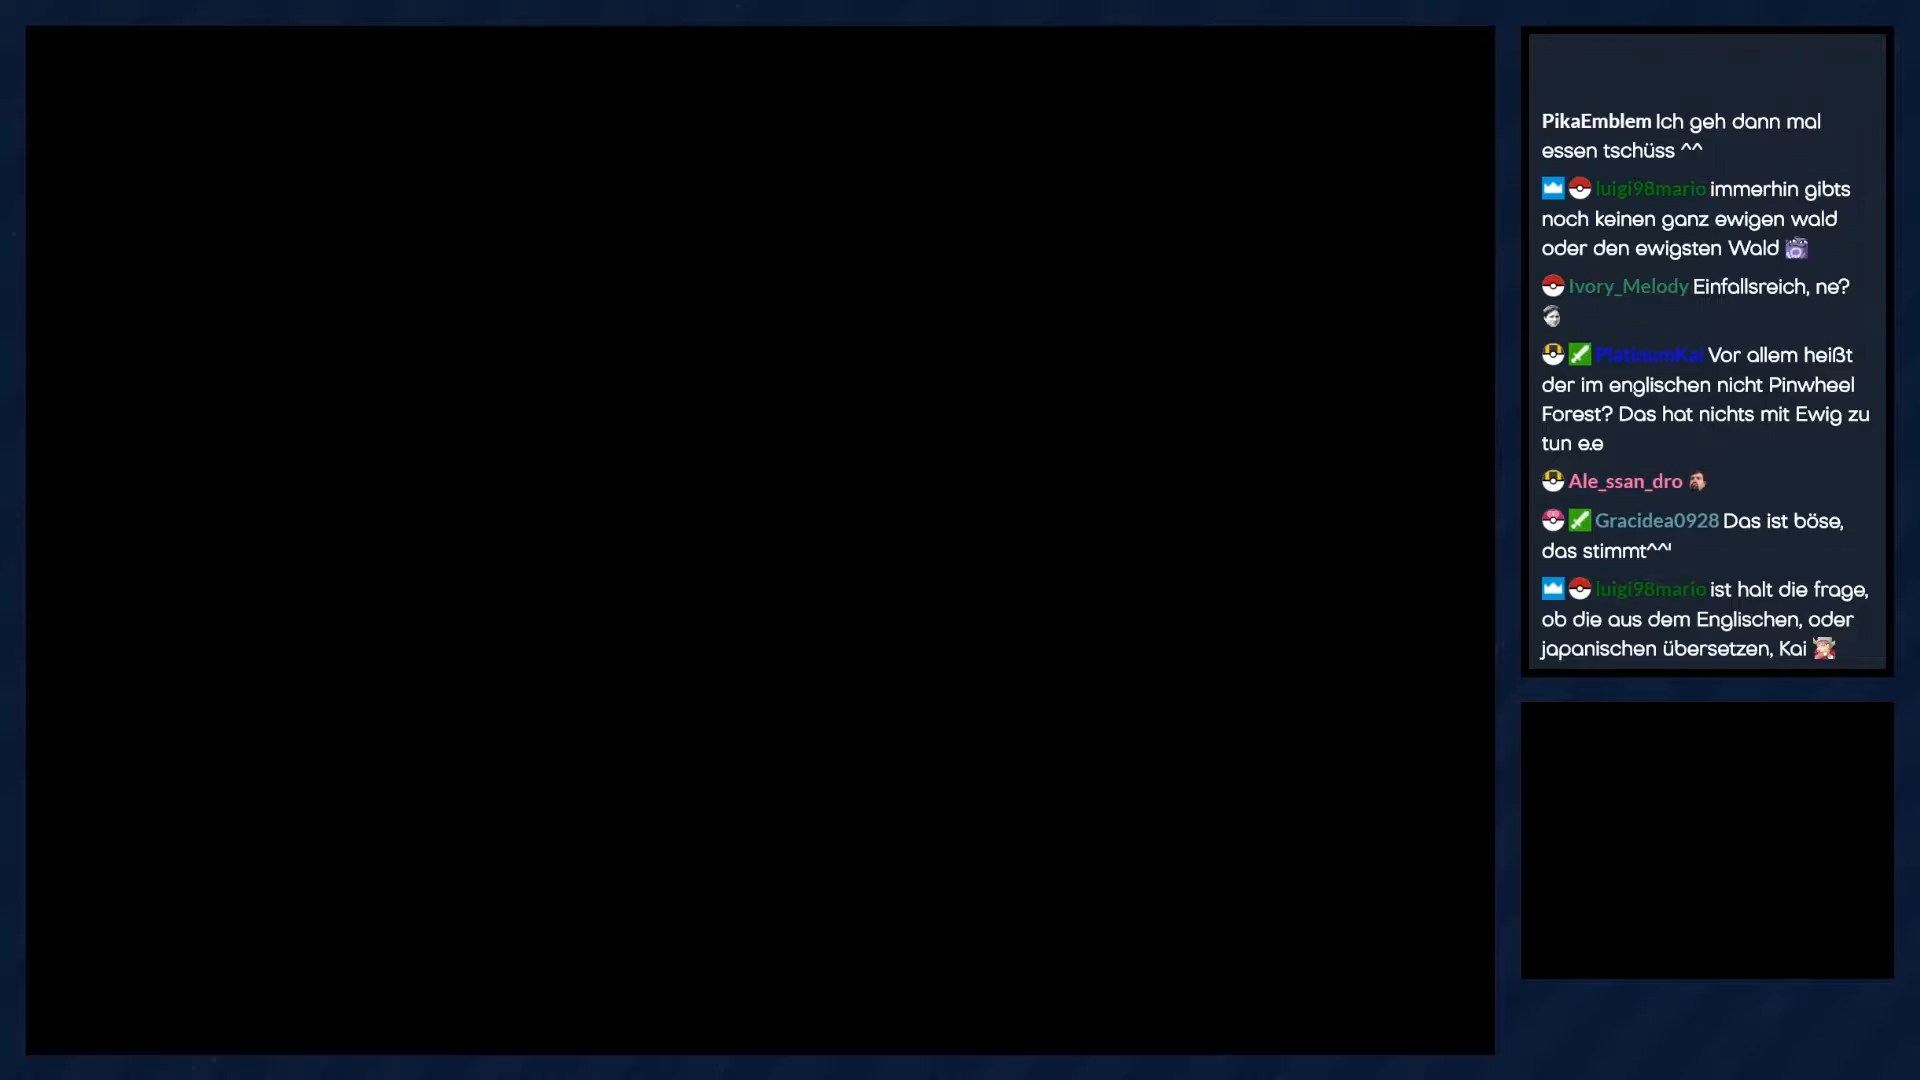 PikaEmblem Ich geh dann mal
essen tschüss ^^
luigi98mario immerhin gibts
noch keinen ganz ewigen wald
oder den ewigsten Wald
Ivory_Melody Einfallsreich, ne?
PlatinumKai Vor allem heißt
der im englischen nicht Pinwheel
Forest? Das hat nichts mit Ewig zu
tun e.e
Ale_ssan_dro
Gracidea0928 Das ist böse,
das stimmt^^'
luigi98mario ist halt die frage,
ob die aus dem Englischen, oder
japanischen übersetzen, Kai